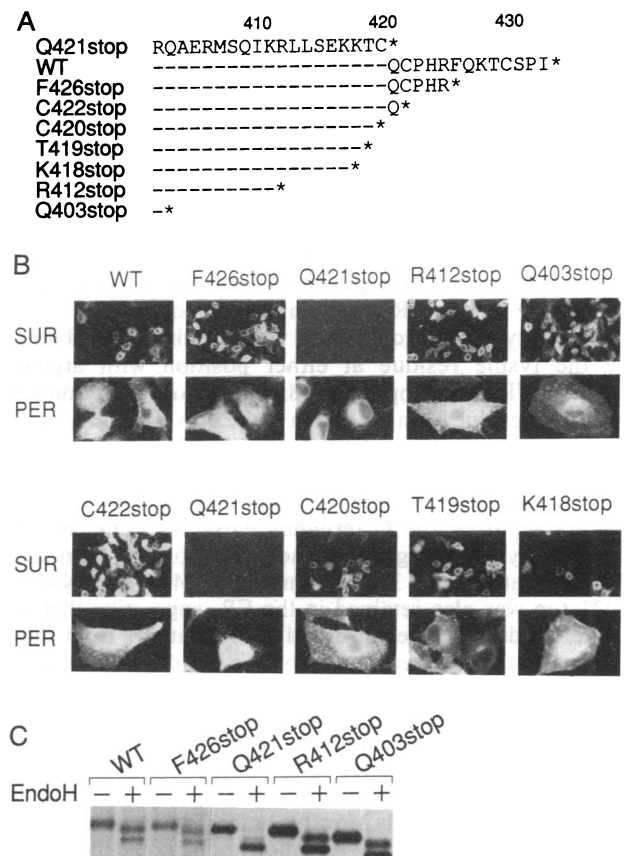 A
410 420 430
Q421stop RQAERMSQIKRLLSEKKTC*
WT -------------------QCPHRFQKTCSPI*
F426stop -------------------QCPHR*
C422stop -------------------Q*
C420stop ------------------*
T419stop -----------------*
K418stop ----------------*
R412stop ----------*
Q403stop -*
B
WT F426stop Q421stop R412stop Q403stop
SUR
PER
C422stop Q421stop C420stop T419stop K418stop
SUR
PER
C
WT F426stop Q421stop R412stop Q403stop
EndoH − + − + − + − + − +